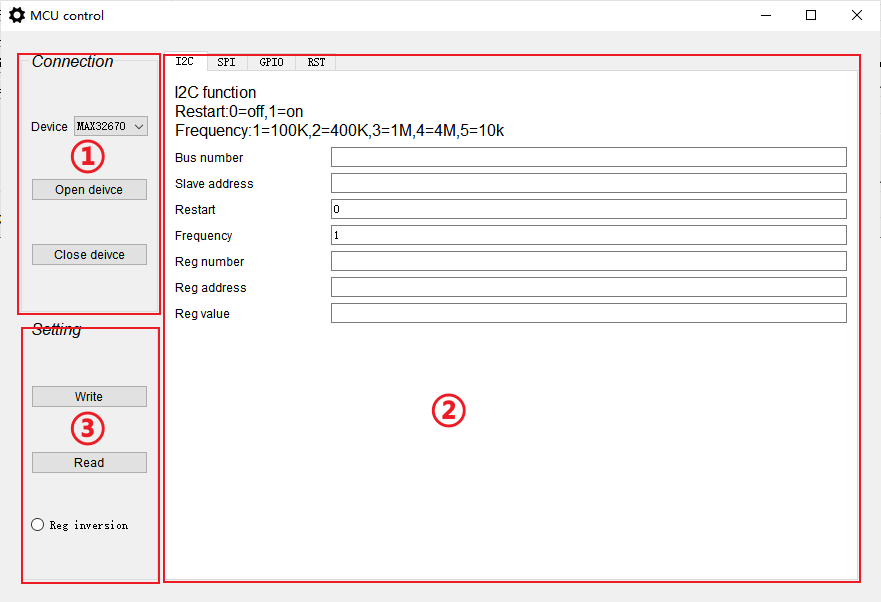 MCU control
Connection
Device MAX32670
①
Open deivce
Close deivce
Setting
Write
③
Read
Reg inversion
I2C SPI GPIO RST
I2C function
Restart:0=off,1=on
Frequency:1=100K,2=400K,3=1M,4=4M,5=10k
Bus number
Slave address
Restart 0
Frequency 1
Reg number
Reg address
Reg value
②